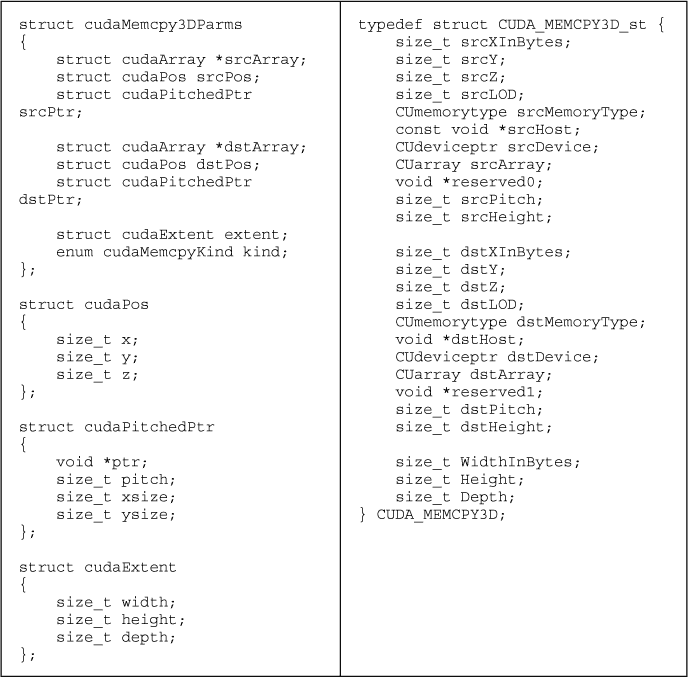 struct cudaMemcpy3DParms
{
    struct cudaArray *srcArray;
    struct cudaPos srcPos;
    struct cudaPitchedPtr
srcPtr;

    struct cudaArray *dstArray;
    struct cudaPos dstPos;
    struct cudaPitchedPtr
dstPtr;

    struct cudaExtent extent;
    enum cudaMemcpyKind kind;
};

struct cudaPos
{
    size_t x;
    size_t y;
    size_t z;
};

struct cudaPitchedPtr
{
    void *ptr;
    size_t pitch;
    size_t xsize;
    size_t ysize;
};

struct cudaExtent
{
    size_t width;
    size_t height;
    size_t depth;
};

typedef struct CUDA_MEMCPY3D_st {
    size_t srcXInBytes;
    size_t srcY;
    size_t srcZ;
    size_t srcLOD;
    CUmemorytype srcMemoryType;
    const void *srcHost;
    CUdeviceptr srcDevice;
    CUarray srcArray;
    void *reserved0;
    size_t srcPitch;
    size_t srcHeight;

    size_t dstXInBytes;
    size_t dstY;
    size_t dstZ;
    size_t dstLOD;
    CUmemorytype dstMemoryType;
    void *dstHost;
    CUdeviceptr dstDevice;
    CUarray dstArray;
    void *reserved1;
    size_t dstPitch;
    size_t dstHeight;

    size_t WidthInBytes;
    size_t Height;
    size_t Depth;
} CUDA_MEMCPY3D;